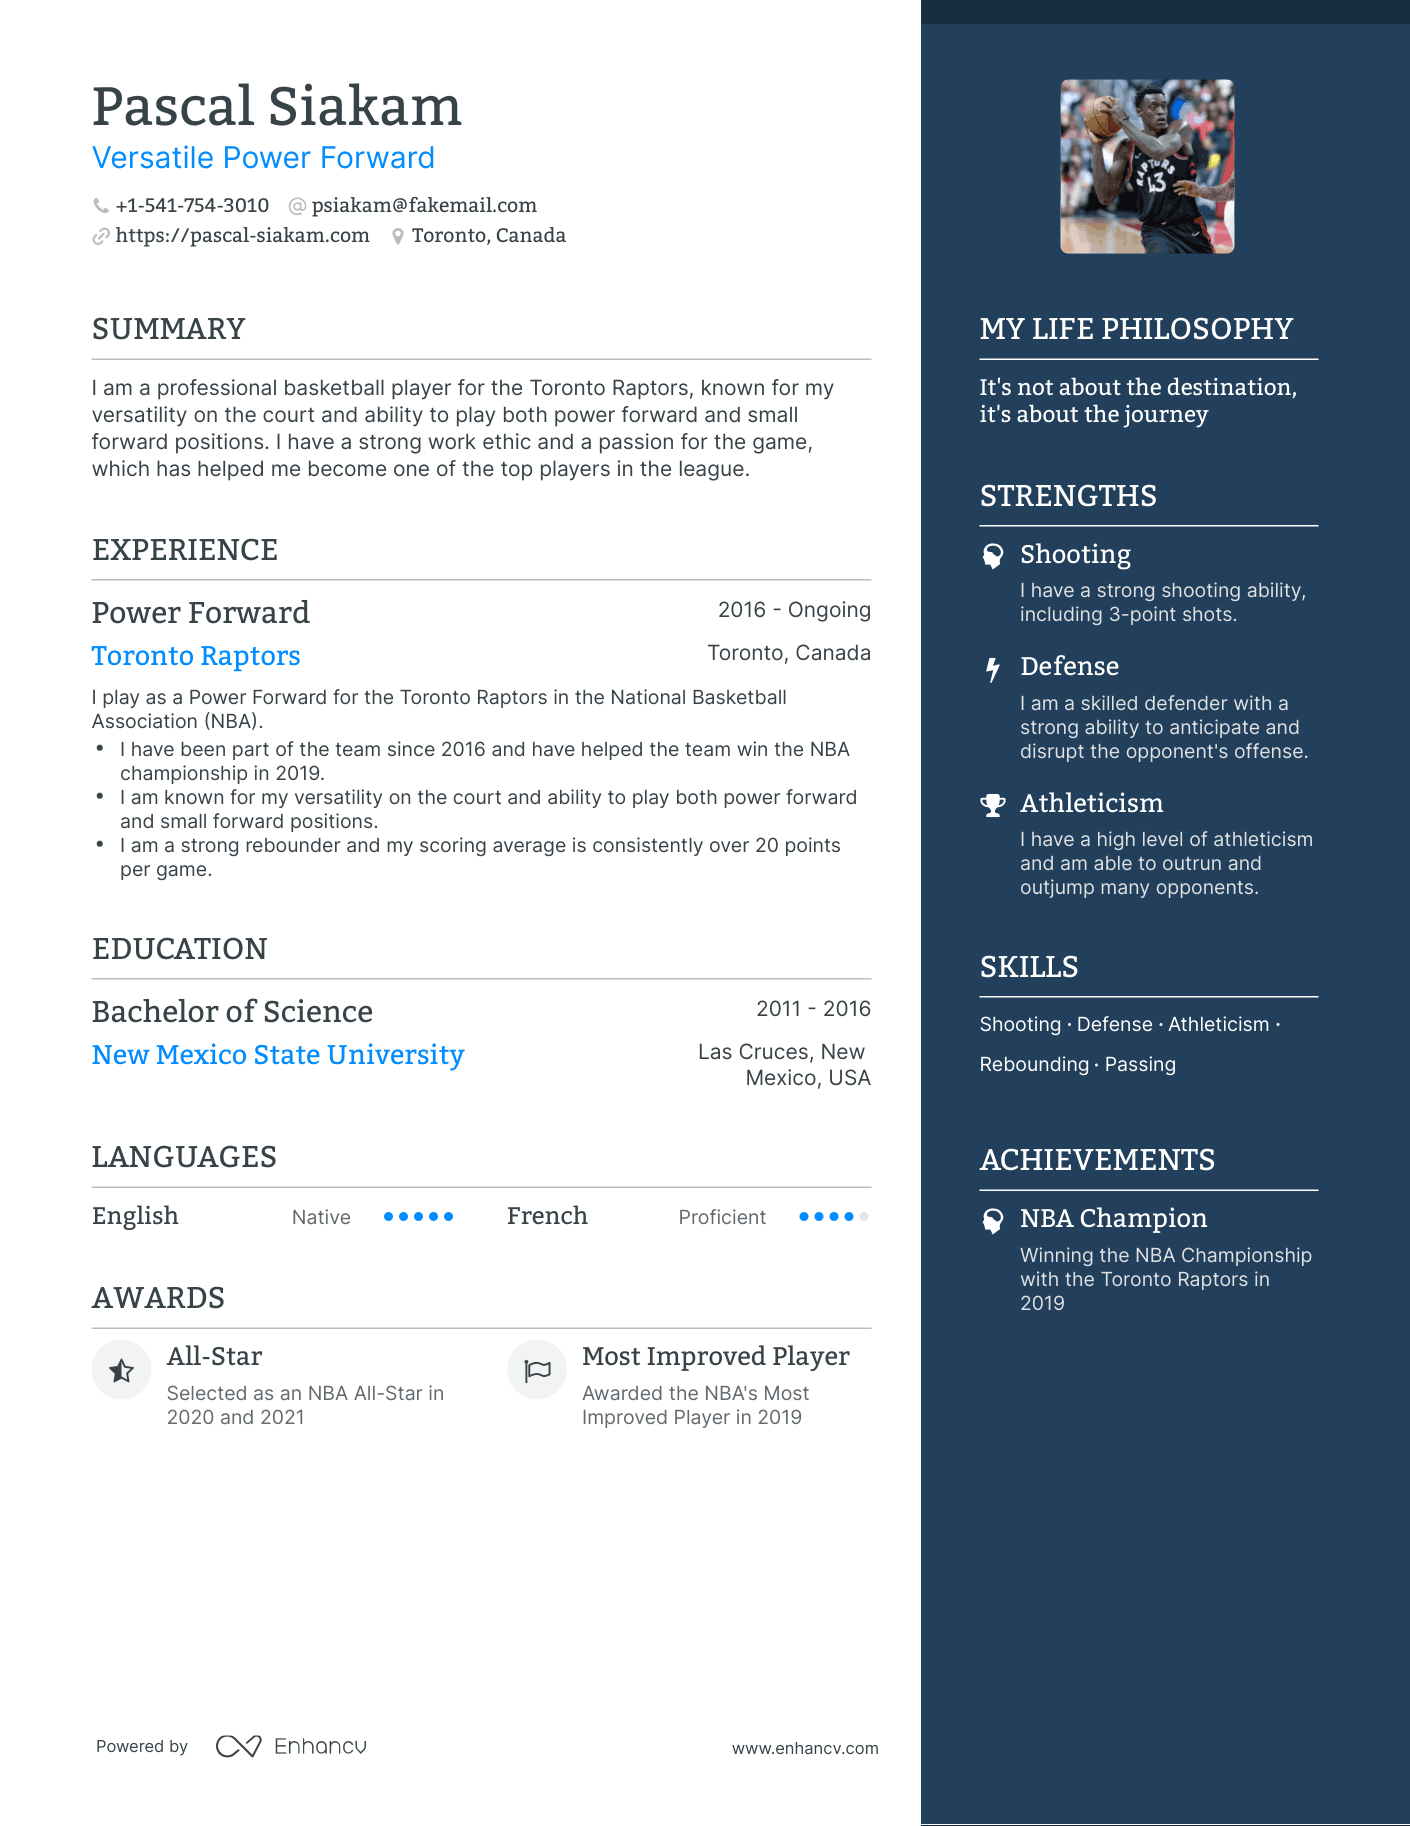 Pascal Siakam
Versatile Power Forward
+1-541-754-3010 @ psiakam@fakemail.com
https://pascal-siakam.com Toronto, Canada
SUMMARY
I am a professional basketball player for the Toronto Raptors, known for my
versatility on the court and ability to play both power forward and small
forward positions. I have a strong work ethic and a passion for the game,
which has helped me become one of the top players in the league.
EXPERIENCE
Power Forward 2016 - Ongoing
Toronto Raptors Toronto, Canada
I play as a Power Forward for the Toronto Raptors in the National Basketball
Association (NBA).
• I have been part of the team since 2016 and have helped the team win the NBA
championship in 2019.
• I am known for my versatility on the court and ability to play both power forward
and small forward positions.
• I am a strong rebounder and my scoring average is consistently over 20 points
per game.
EDUCATION
Bachelor of Science 2011 - 2016
New Mexico State University Las Cruces, New
Mexico, USA
LANGUAGES
English Native French Proficient
AWARDS
All-Star
Selected as an NBA All-Star in
2020 and 2021
Most Improved Player
Awarded the NBA's Most
Improved Player in 2019
Powered by Enhancv www.enhancv.com
RAPTORS
43
MY LIFE PHILOSOPHY
It's not about the destination,
it's about the journey
STRENGTHS
Shooting
I have a strong shooting ability,
including 3-point shots.
Defense
I am a skilled defender with a
strong ability to anticipate and
disrupt the opponent's offense.
Athleticism
I have a high level of athleticism
and am able to outrun and
outjump many opponents.
SKILLS
Shooting · Defense · Athleticism ·
Rebounding · Passing
ACHIEVEMENTS
NBA Champion
Winning the NBA Championship
with the Toronto Raptors in
2019